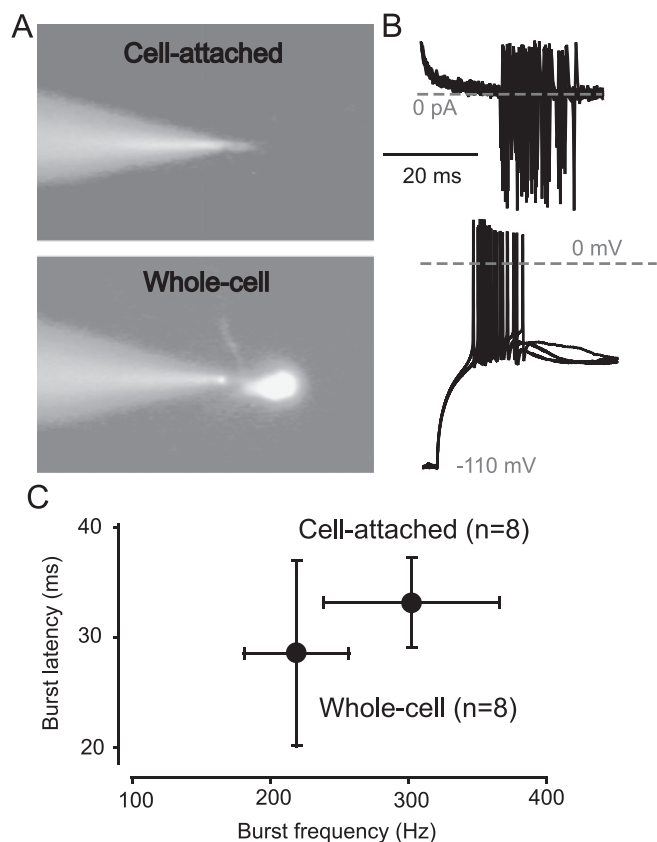 A
Cell-attached
Whole-cell
B
0 pA
20 ms
0 mV
-110 mV
C
Burst latency (ms)
40
30
20
Cell-attached (n=8)
Whole-cell (n=8)
100
200
300
400
Burst frequency (Hz)